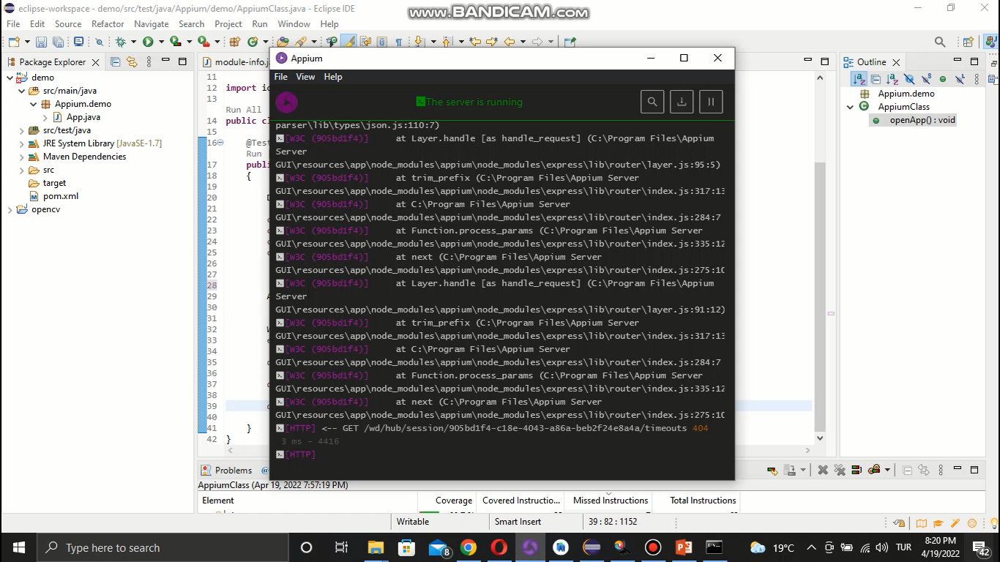 eclipse-workspace - demo/src/test/java/Appium/demo/AppiumClass.java - Eclipse IDE
www.BANDICAM.com
File Edit Source Refactor Navigate Search Project Run Window Help
Package Explorer
demo
src/main/java
Appium.demo
App.java
src/test/java
JRE System Library [JavaSE-1.7]
Maven Dependencies
src
target
pom.xml
opencv
module-info.j
11
12 import io
13
Run All
14 public cl
15
16 @Test
Run
17 publi
18 {
19
20 D
21
22
23
24
25
26
27
28
29 A
30
31
32 W
33 e
34
35 d
36
37 d
38
39
40
41 }
42 }
Appium
File View Help
The server is running
parser\lib\types\json.js:110:7)
[W3C (905bd1f4)] at Layer.handle [as handle_request] (C:\Program Files\Appium
Server
GUI\resources\app\node_modules\appium\node_modules\express\lib\router\layer.js:95:5)
[W3C (905bd1f4)] at trim_prefix (C:\Program Files\Appium Server
GUI\resources\app\node_modules\appium\node_modules\express\lib\router\index.js:317:13
[W3C (905bd1f4)] at C:\Program Files\Appium Server
GUI\resources\app\node_modules\appium\node_modules\express\lib\router\index.js:284:7
[W3C (905bd1f4)] at Function.process_params (C:\Program Files\Appium Server
GUI\resources\app\node_modules\appium\node_modules\express\lib\router\index.js:335:12
[W3C (905bd1f4)] at next (C:\Program Files\Appium Server
GUI\resources\app\node_modules\appium\node_modules\express\lib\router\index.js:275:10
[W3C (905bd1f4)] at Layer.handle [as handle_request] (C:\Program Files\Appium
Server
GUI\resources\app\node_modules\appium\node_modules\express\lib\router\layer.js:91:12)
[W3C (905bd1f4)] at trim_prefix (C:\Program Files\Appium Server
GUI\resources\app\node_modules\appium\node_modules\express\lib\router\index.js:317:13
[W3C (905bd1f4)] at C:\Program Files\Appium Server
GUI\resources\app\node_modules\appium\node_modules\express\lib\router\index.js:284:7
[W3C (905bd1f4)] at Function.process_params (C:\Program Files\Appium Server
GUI\resources\app\node_modules\appium\node_modules\express\lib\router\index.js:335:12
[W3C (905bd1f4)] at next (C:\Program Files\Appium Server
GUI\resources\app\node_modules\appium\node_modules\express\lib\router\index.js:275:10
[HTTP] <-- GET /wd/hub/session/905bd1f4-c18e-4043-a86a-beb2f24e8a4a/timeouts 404
3 ms - 4416
[HTTP]
Outline
Appium.demo
AppiumClass
openApp() : void
Problems @
AppiumClass (Apr 19, 2022 7:57:19 PM)
Element Coverage Covered Instructio... Missed Instructions Total Instructions
Writable Smart Insert 39 : 82 : 1152
Type here to search
8
19°C
TUR
8:20 PM
4/19/2022
42